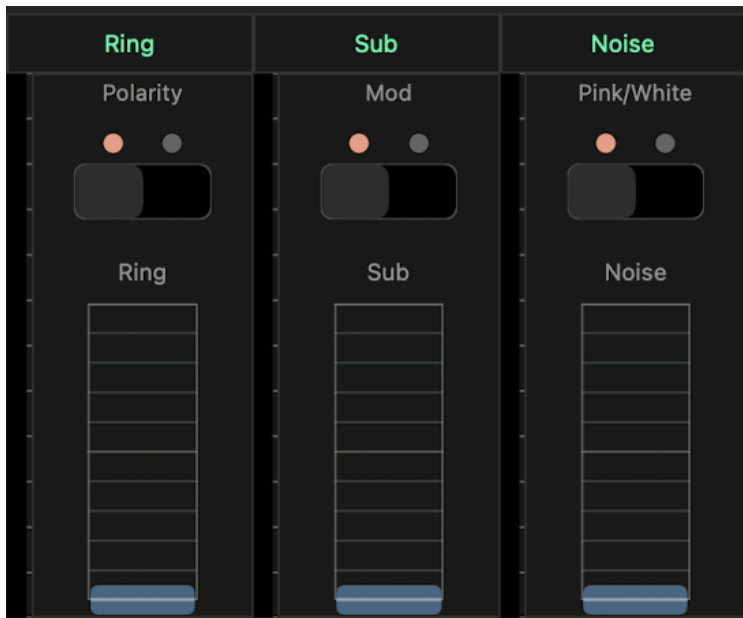 Ring
Sub
Noise
Polarity
Mod
Pink/White
Ring
Sub
Noise